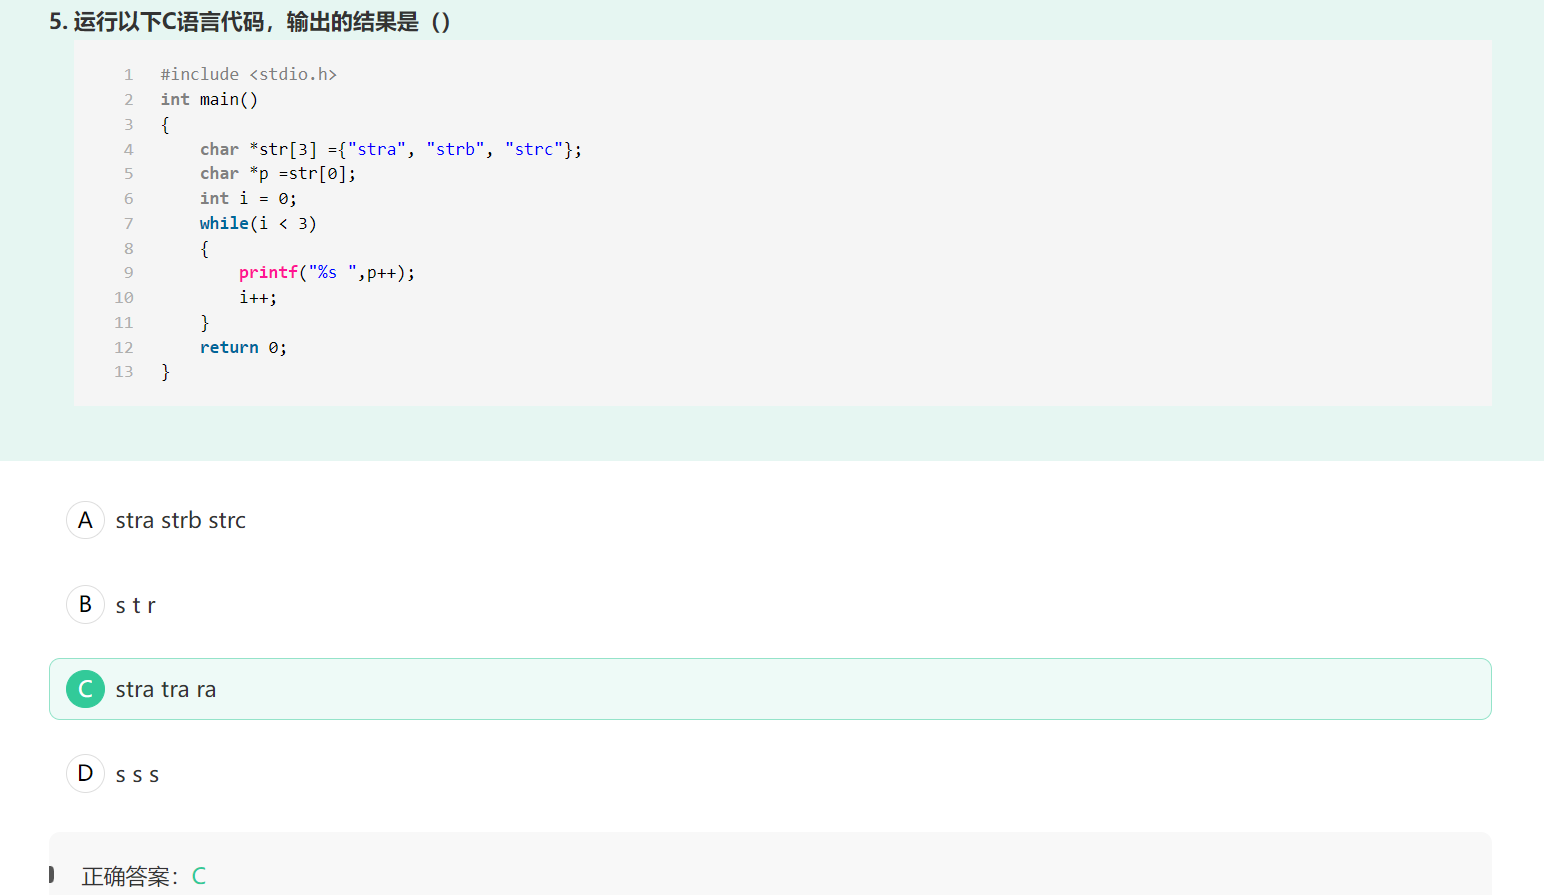 5. 运行以下C语言代码，输出的结果是（）
1 #include <stdio.h>
2 int main()
3 {
4     char *str[3] ={"stra", "strb", "strc"};
5     char *p =str[0];
6     int i = 0;
7     while(i < 3)
8     {
9         printf("%s ",p++);
10         i++;
11     }
12     return 0;
13 }
A stra strb strc
B s t r
C stra tra ra
D s s s
正确答案：C